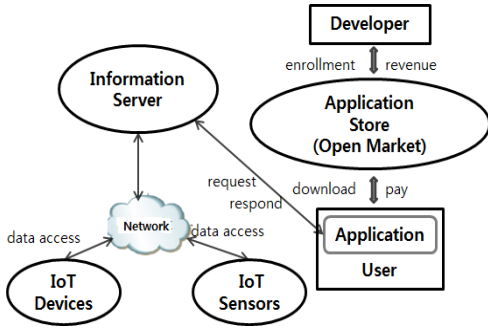 Developer
enrollment revenue
Information
Server
Application
Store
(Open Market)
request
respond
download pay
Network
data access
data access
Application
User
IoT
Devices
IoT
Sensors